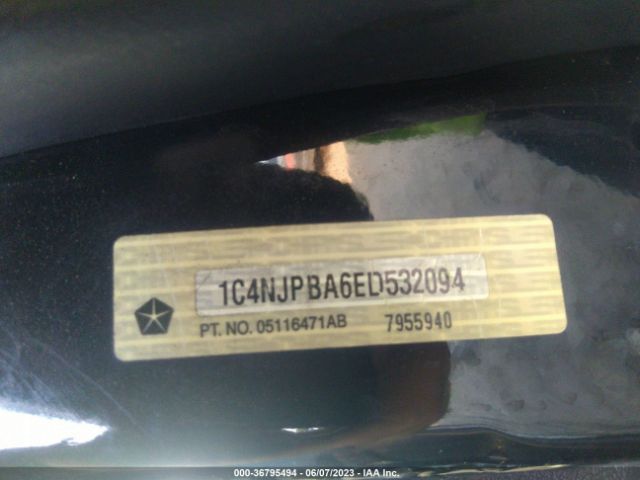 1C4NJPBA6ED532094
PT. NO. 05116471AB 7955940
000-36795494 - 06/07/2023 - IAA Inc.